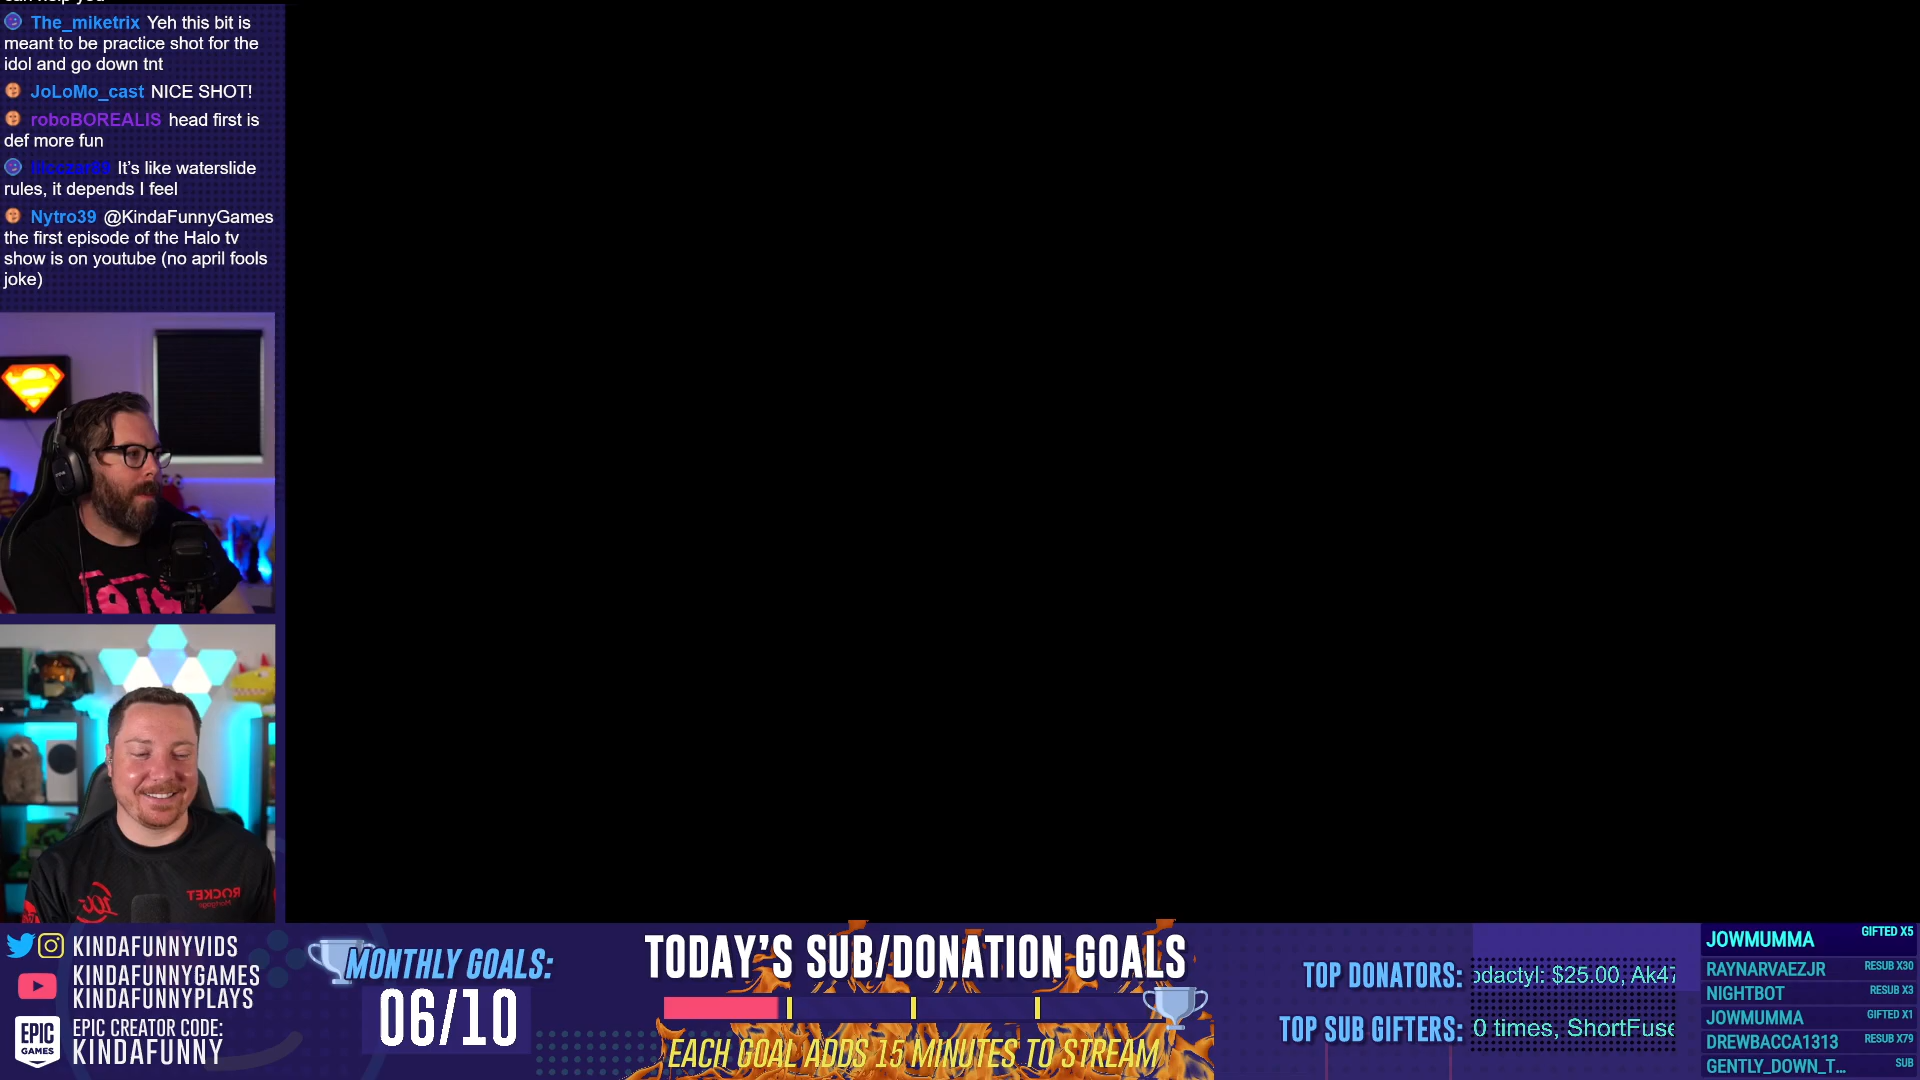 The_miketrix Yeh this bit is
meant to be practice shot for the
idol and go down tnt
JoLoMo_cast NICE SHOT!
roboBOREALIS head first is
def more fun
It's like waterslide
rules, it depends I feel
Nytro39 @KindaFunnyGames
the first episode of the Halo tv
show is on youtube (no april fools
joke)
KINDAFUNNYVIDS
KINDAFUNNYGAMES
KINDAFUNNYPLAYS
EPIC GAMES
EPIC CREATOR CODE:
KINDAFUNNY
MONTHLY GOALS:
06/10
TODAY'S SUB/DONATION GOALS
EACH GOAL ADDS 15 MINUTES TO STREAM
TOP DONATORS: odactyl: $25.00, Ak47
TOP SUB GIFTERS: 0 times, ShortFuse
JOWMUMMA GIFTED X5
RAYNARVAEZJR RESUB X30
NIGHTBOT RESUB X3
JOWMUMMA GIFTED X1
DREWBACCA1313 RESUB X79
GENTLY_DOWN_T... SUB
ROCKET
Mortgage